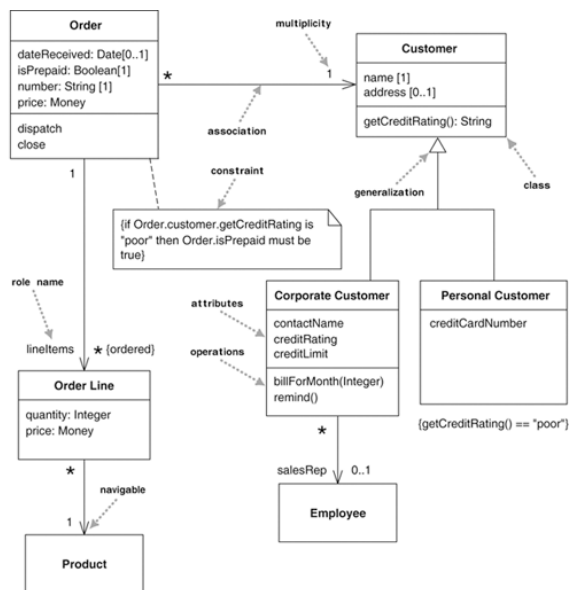 Order
dateReceived: Date[0..1]
isPrepaid: Boolean[1]
number: String [1]
price: Money
dispatch
close
multiplicity
*
1
association
Customer
name [1]
address [0..1]
getCreditRating(): String
1
constraint
generalization
class
{if Order.customer.getCreditRating is
"poor" then Order.isPrepaid must be
true}
role name
lineItems
* {ordered}
attributes
operations
Corporate Customer
contactName
creditRating
creditLimit
billForMonth(Integer)
remind()
Personal Customer
creditCardNumber
{getCreditRating() == "poor"}
Order Line
quantity: Integer
price: Money
*
navigable
1
Product
*
salesRep
0..1
Employee